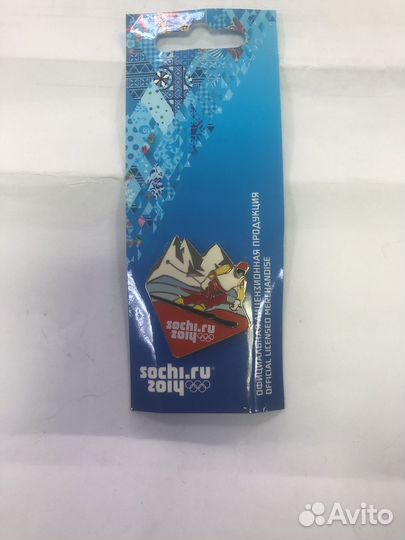 sochi.ru
2014
sochi.ru
2014
ОФИЦИАЛЬНАЯ ЛИЦЕНЗИОННАЯ ПРОДУКЦИЯ
OFFICIAL LICENSED MERCHANDISE
Avito